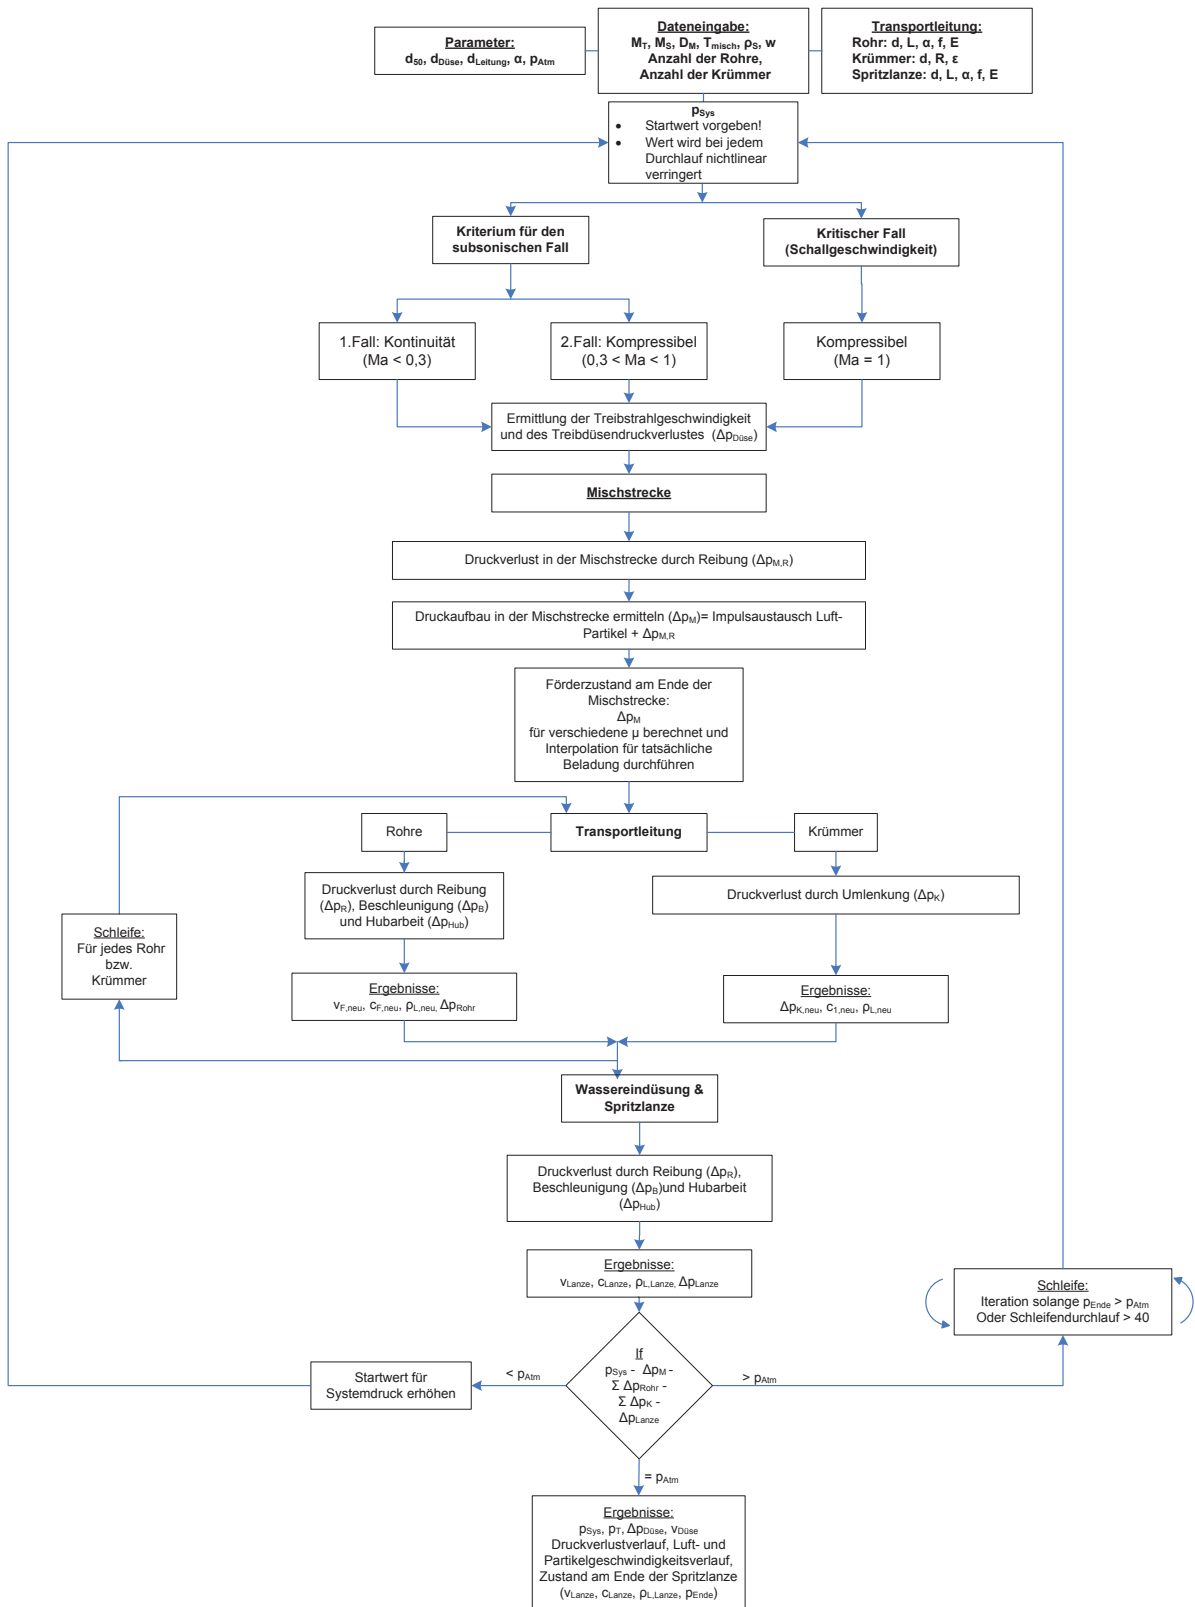 Parameter:
d50, dDüse, dLeitung, α, pAtm
Dateneingabe:
MT, MS, DM, Tmisch, ρS, w
Anzahl der Rohre,
Anzahl der Krümmer
Transportleitung:
Rohr: d, L, α, f, E
Krümmer: d, R, ε
Spritzlanze: d, L, α, f, E
pSys
• Startwert vorgeben!
• Wert wird bei jedem
Durchlauf nichtlinear
verringert
Kriterium für den
subsonischen Fall
Kritischer Fall
(Schallgeschwindigkeit)
1.Fall: Kontinuität
(Ma < 0,3)
2.Fall: Kompressibel
(0,3 < Ma < 1)
Kompressibel
(Ma = 1)
Ermittlung der Treibstrahlgeschwindigkeit
und des Treibdüsendruckverlustes (ΔpDüse)
Mischstrecke
Druckverlust in der Mischstrecke durch Reibung (ΔpM,R)
Druckaufbau in der Mischstrecke ermitteln (ΔpM)= Impulsaustausch Luft-
Partikel + ΔpM,R
Förderzustand am Ende der
Mischstrecke:
ΔpM
für verschiedene µ berechnet und
Interpolation für tatsächliche
Beladung durchführen
Rohre
Transportleitung
Krümmer
Druckverlust durch Reibung
(ΔpR), Beschleunigung (ΔpB)
und Hubarbeit (ΔpHub)
Druckverlust durch Umlenkung (ΔpK)
Schleife:
Für jedes Rohr
bzw.
Krümmer
Ergebnisse:
vF,neu, cF,neu, ρL,neu, ΔpRohr
Ergebnisse:
ΔpK,neu, c1,neu, ρL,neu
Wassereindüsung &
Spritzlanze
Druckverlust durch Reibung (ΔpR),
Beschleunigung (ΔpB)und Hubarbeit
(ΔpHub)
Ergebnisse:
vLanze, cLanze, ρL,Lanze, ΔpLanze
Schleife:
Iteration solange pEnde > pAtm
Oder Schleifendurchlauf > 40
Startwert für
Systemdruck erhöhen
< pAtm
If
pSys - ΔpM -
Σ ΔpRohr -
Σ ΔpK -
ΔpLanze
> pAtm
= pAtm
Ergebnisse:
pSys, pT, ΔpDüse, vDüse
Druckverlustverlauf, Luft- und
Partikelgeschwindigkeitsverlauf,
Zustand am Ende der Spritzlanze
(vLanze, cLanze, ρL,Lanze, pEnde)